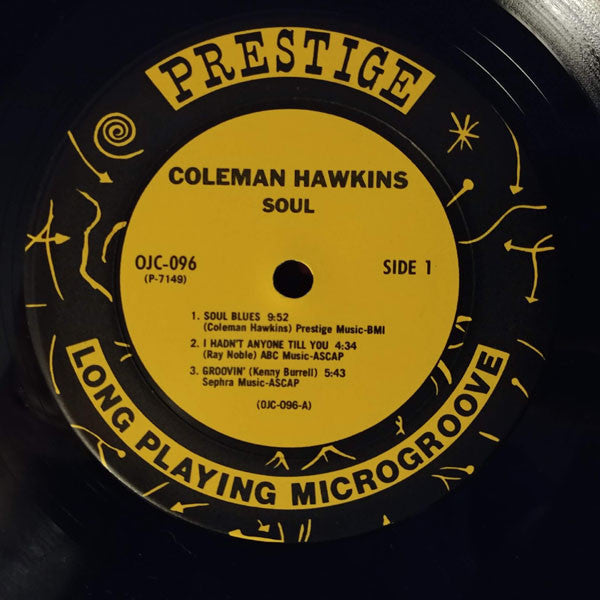 PRESTIGE
COLEMAN HAWKINS
SOUL
OJC-096
(P-7149)
SIDE 1
1. SOUL BLUES 9:52
(Coleman Hawkins) Prestige Music-BMI
2. I HADN'T ANYONE TILL YOU 4:34
(Ray Noble) ABC Music-ASCAP
3. GROOVIN' (Kenny Burrell) 5:43
Sephra Music-ASCAP
(OJC-096-A)
LONG PLAYING MICROGROOVE